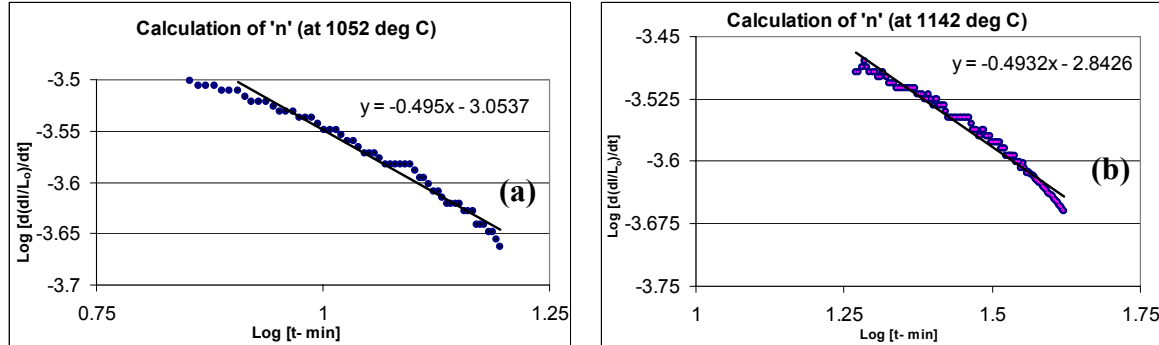 Calculation of 'n' (at 1052 deg C)
-3.5
-3.55
-3.6
-3.65
-3.7
Log [d(dl/Lₒ)/dt]
y = -0.495x - 3.0537
(a)
0.75
1
1.25
Log [t- min]
Calculation of 'n' (at 1142 deg C)
-3.45
-3.525
-3.6
-3.675
-3.75
Log [d(dl/Lₒ)/dt]
y = -0.4932x - 2.8426
(b)
1
1.25
1.5
1.75
Log [t- min]